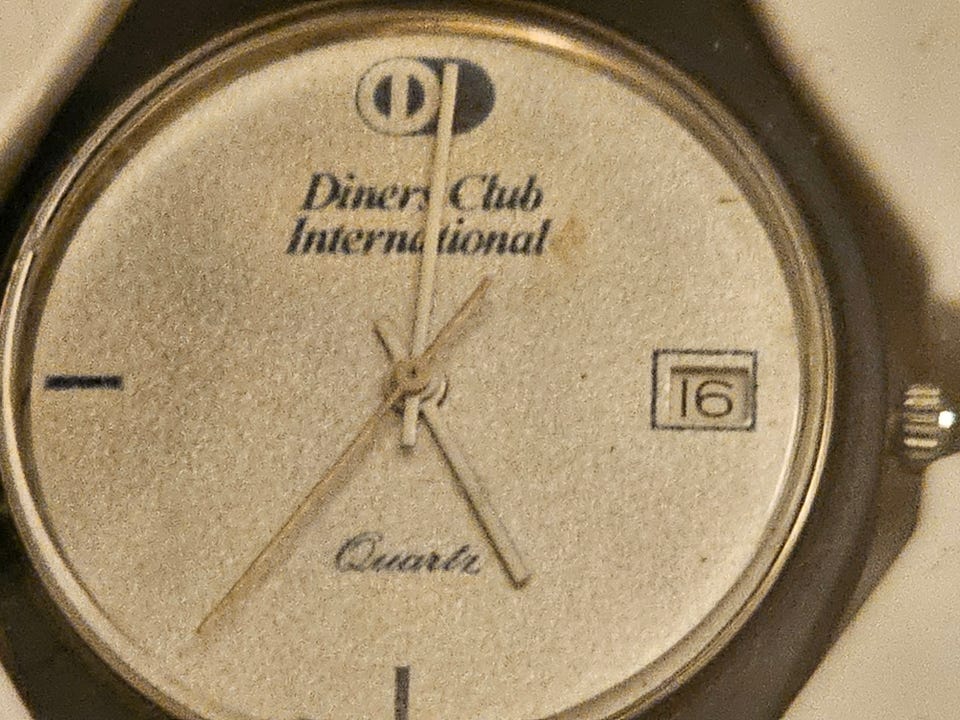 Diners Club
International
16
Quartz